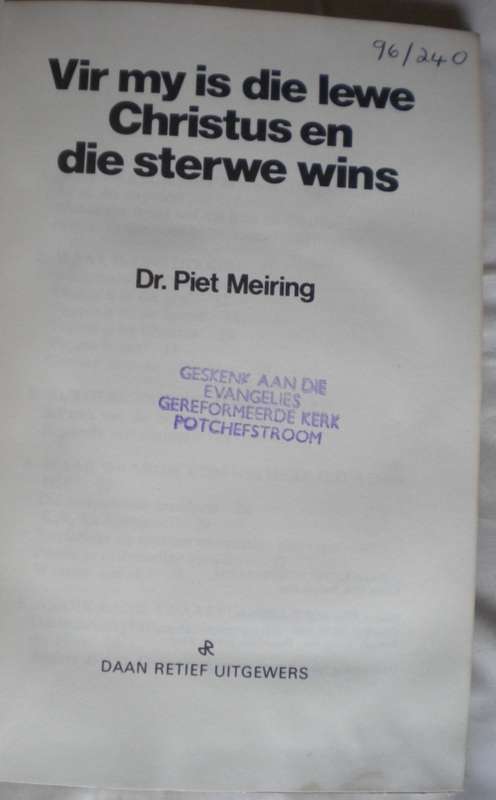 96/240
Vir my is die lewe
Christus en
die sterwe wins
Dr. Piet Meiring
GESKENK AAN DIE
EVANGELIES
GEREFORMEERDE KERK
POTCHEFSTROOM
DAAN RETIEF UITGEWERS